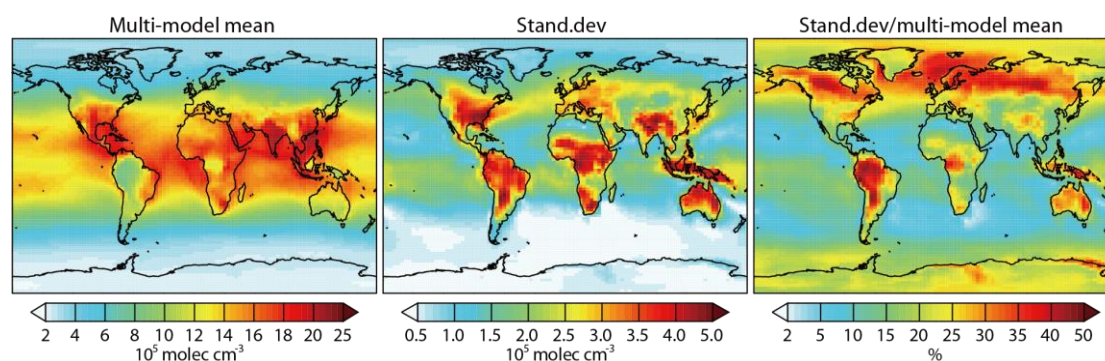 Multi-model mean
Stand.dev
Stand.dev/multi-model mean
2 4 6 8 10 12 14 16 18 20 25
10⁵ molec cm⁻³
0.5 1.0 1.5 2.0 2.5 3.0 3.5 4.0 5.0
10⁵ molec cm⁻³
2 5 10 15 20 25 30 35 40 50
%